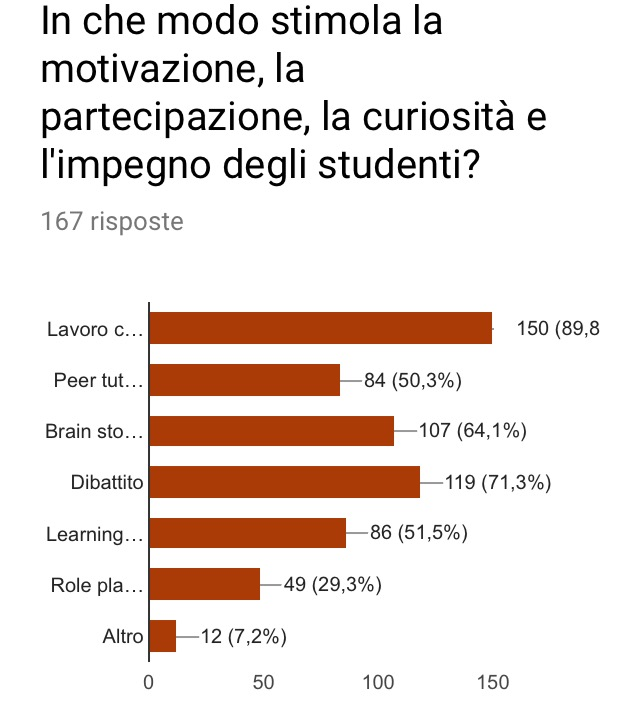 In che modo stimola la
motivazione, la
partecipazione, la curiosità e
l'impegno degli studenti?
167 risposte
Lavoro c…
150 (89,8
Peer tut…
84 (50,3%)
Brain sto…
107 (64,1%)
Dibattito
119 (71,3%)
Learning…
86 (51,5%)
Role pla…
49 (29,3%)
Altro
12 (7,2%)
0 50 100 150